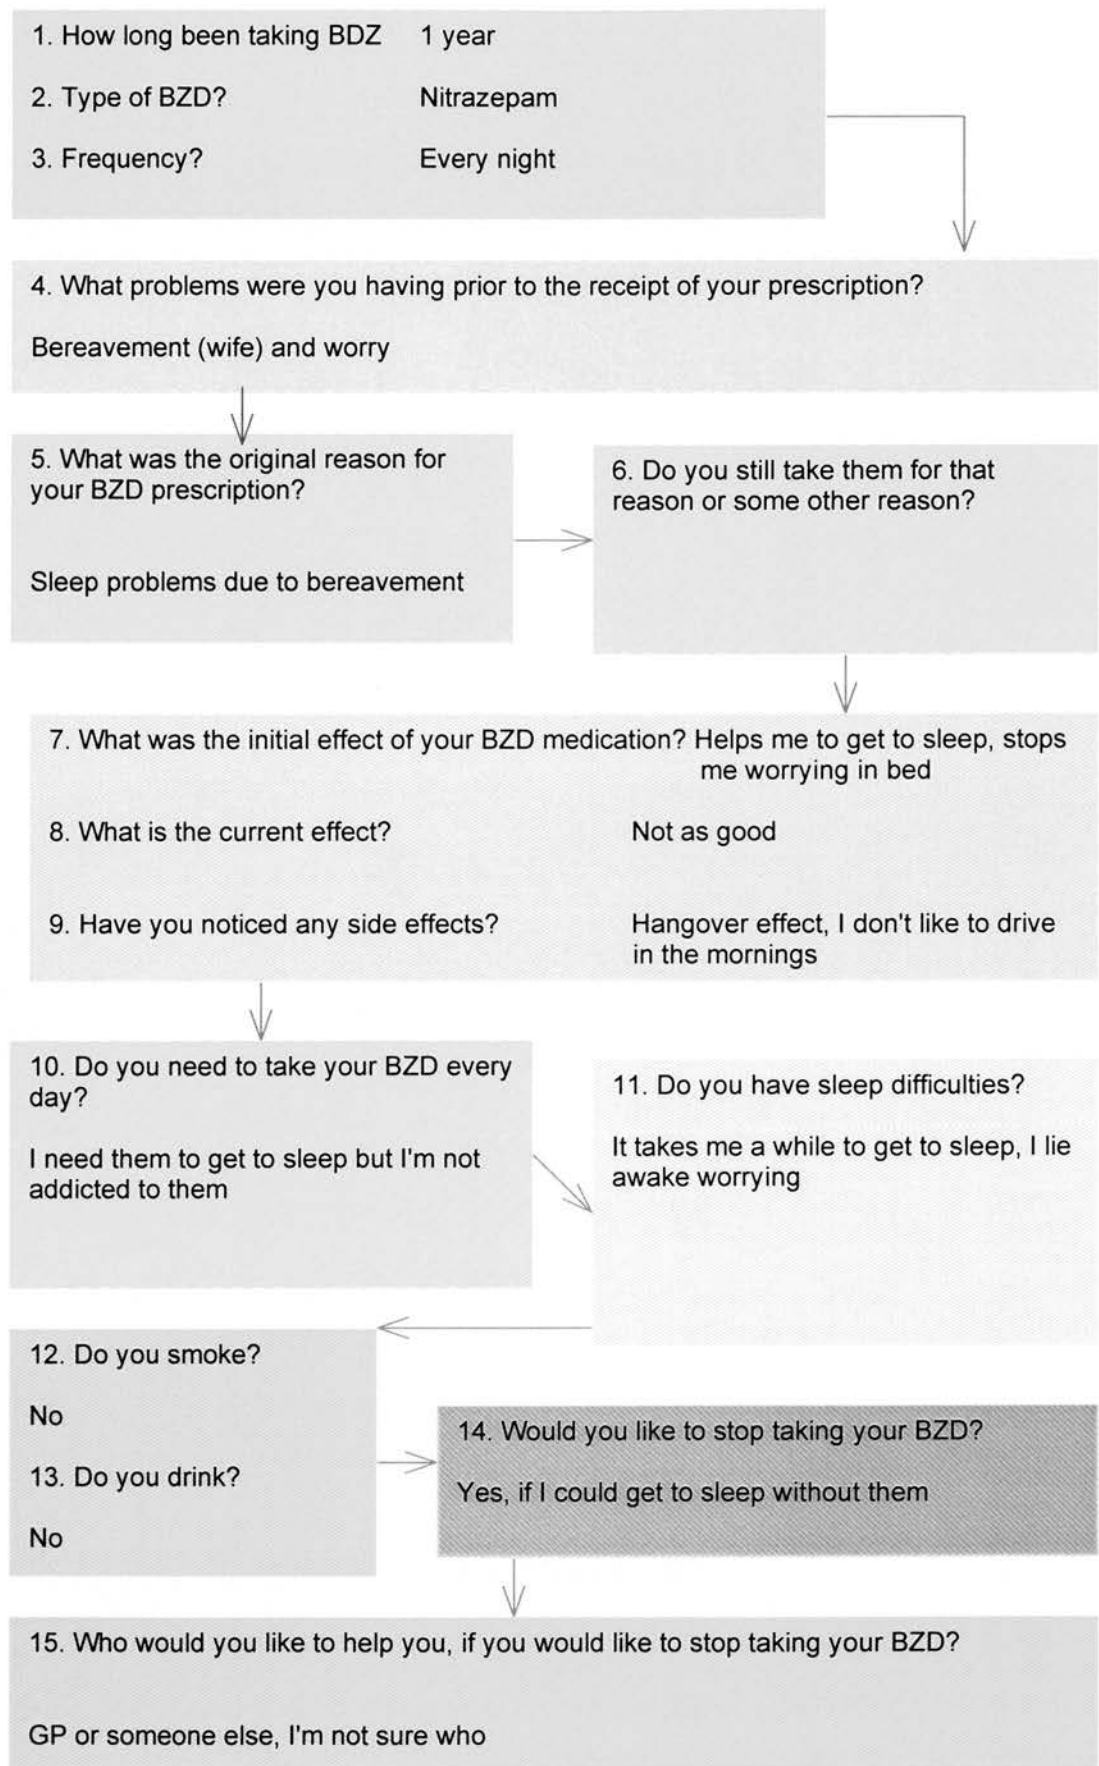 1. How long been taking BDZ 1 year
2. Type of BZD? Nitrazepam
3. Frequency? Every night
4. What problems were you having prior to the receipt of your prescription?
Bereavement (wife) and worry
5. What was the original reason for
your BZD prescription?
Sleep problems due to bereavement
6. Do you still take them for that
reason or some other reason?
7. What was the initial effect of your BZD medication? Helps me to get to sleep, stops
me worrying in bed
8. What is the current effect? Not as good
9. Have you noticed any side effects? Hangover effect, I don't like to drive
in the mornings
10. Do you need to take your BZD every
day?
I need them to get to sleep but I'm not
addicted to them
11. Do you have sleep difficulties?
It takes me a while to get to sleep, I lie
awake worrying
12. Do you smoke?
No
13. Do you drink?
No
14. Would you like to stop taking your BZD?
Yes, if I could get to sleep without them
15. Who would you like to help you, if you would like to stop taking your BZD?
GP or someone else, I'm not sure who